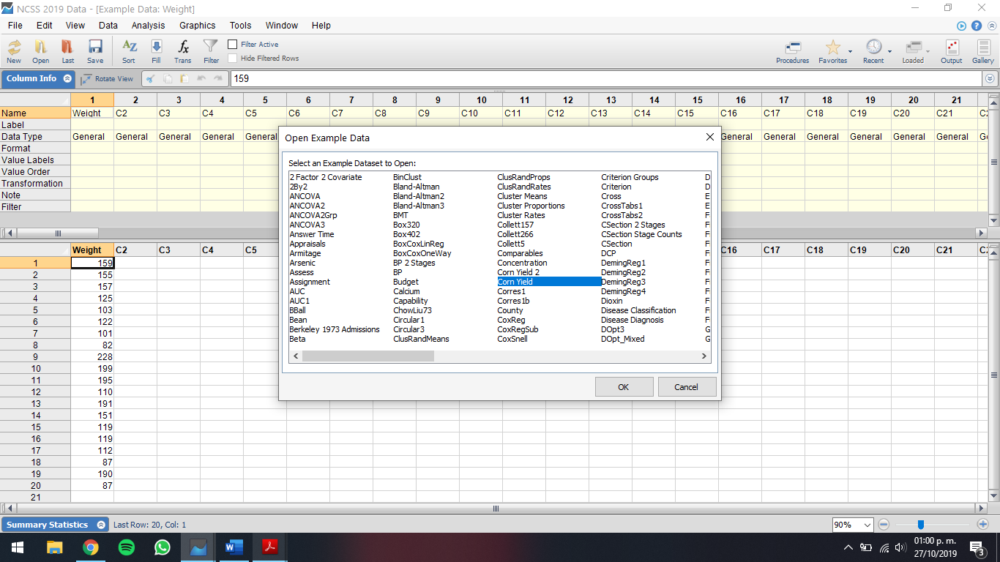 NCSS 2019 Data - [Example Data: Weight]
File Edit View Data Analysis Graphics Tools Window Help
New Open Last Save Sort Fill Trans Filter
Filter Active
Hide Filtered Rows
Procedures Favorites Recent Loaded Output Gallery
Column Info Rotate View 159
1 2 3 4 5 6 7 8 9 10 11 12 13 14 15 16 17 18 19 20 21
Name Weight C2 C3 C4 C5 C6 C7 C8 C9 C10 C11 C12 C13 C14 C15 C16 C17 C18 C19 C20 C21
Label
Data Type General General General General General General General General General General General
Format
Value Labels
Value Order
Transformation
Note
Filter
Open Example Data
Select an Example Dataset to Open:
2 Factor 2 Covariate BinClust ClusRandProps Criterion Groups D
2By2 Bland-Altman ClusRandRates Criterion D
ANCOVA Bland-Altman2 Cluster Means Cross E
ANCOVA2 Bland-Altman3 Cluster Proportions CrossTabs1 E
ANCOVA2Grp BMT Cluster Rates CrossTabs2 F
ANCOVA3 Box320 Collett157 CSection 2 Stages F
Answer Time Box402 Collett266 CSection Stage Counts F
Appraisals BoxCoxLinReg Collett5 CSection F
Armitage BoxCoxOneWay Comparables DCP F
Arsenic BP 2 Stages Concentration DemingReg1 F
Assess BP Corn Yield 2 DemingReg2 F
Assignment Budget Corn Yield DemingReg3 F
AUC Calcium Corres1 DemingReg4 F
AUC1 Capability Corres1b Dioxin F
BBall ChowLiu73 County Disease Classification F
Bean Circular1 CoxReg Disease Diagnosis F
Berkeley 1973 Admissions Circular3 CoxRegSub DOpt3 G
Beta ClusRandMeans CoxSnell DOpt_Mixed G
OK Cancel
Weight C2 C3 C4 C5 C16 C17 C18 C19 C20 C21
1 159
2 155
3 157
4 125
5 103
6 122
7 101
8 82
9 228
10 199
11 195
12 110
13 191
14 151
15 119
16 119
17 112
18 87
19 190
20 87
21
Summary Statistics Last Row: 20, Col: 1 90%
01:00 p. m.
27/10/2019
3